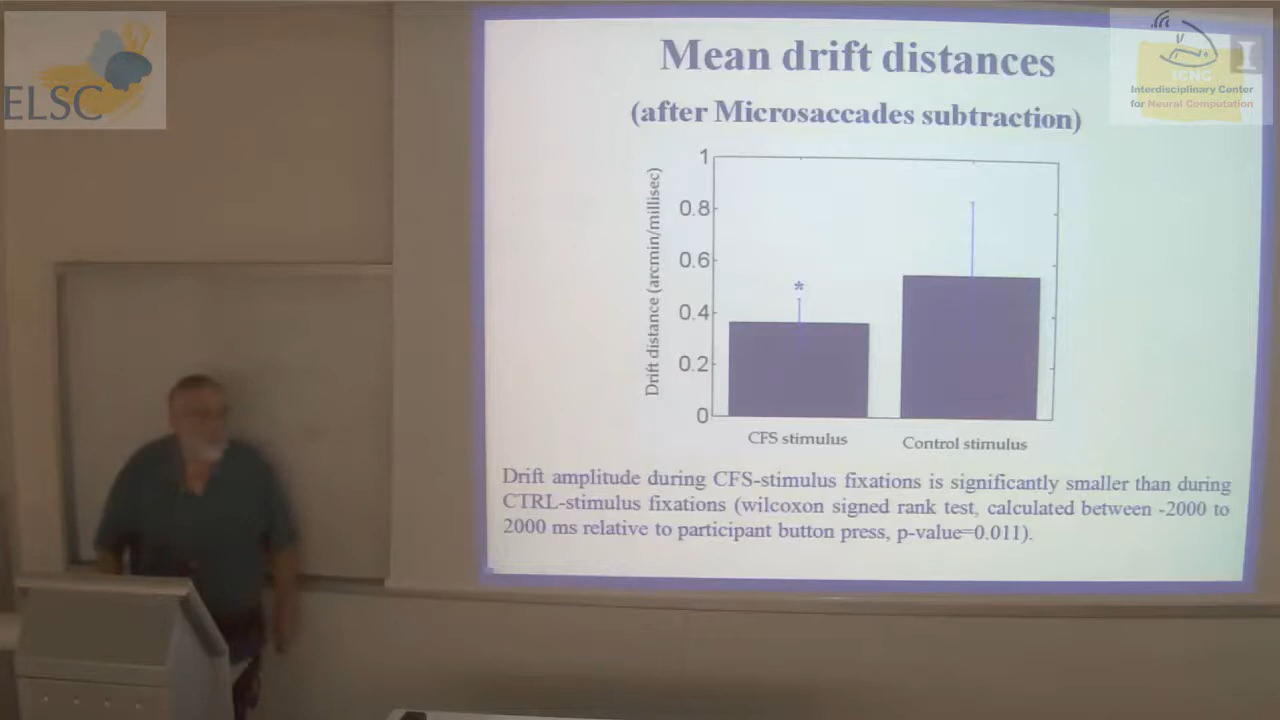 ELSC
ICNC
Interdisciplinary Center
for Neural Computation
Mean drift distances
(after Microsaccades subtraction)
Drift distance (arcmin/millisec)
1
0.8
0.6
0.4
0.2
0
*
CFS stimulus
Control stimulus
Drift amplitude during CFS-stimulus fixations is significantly smaller than during
CTRL-stimulus fixations (wilcoxon signed rank test, calculated between -2000 to
2000 ms relative to participant button press, p-value=0.011).